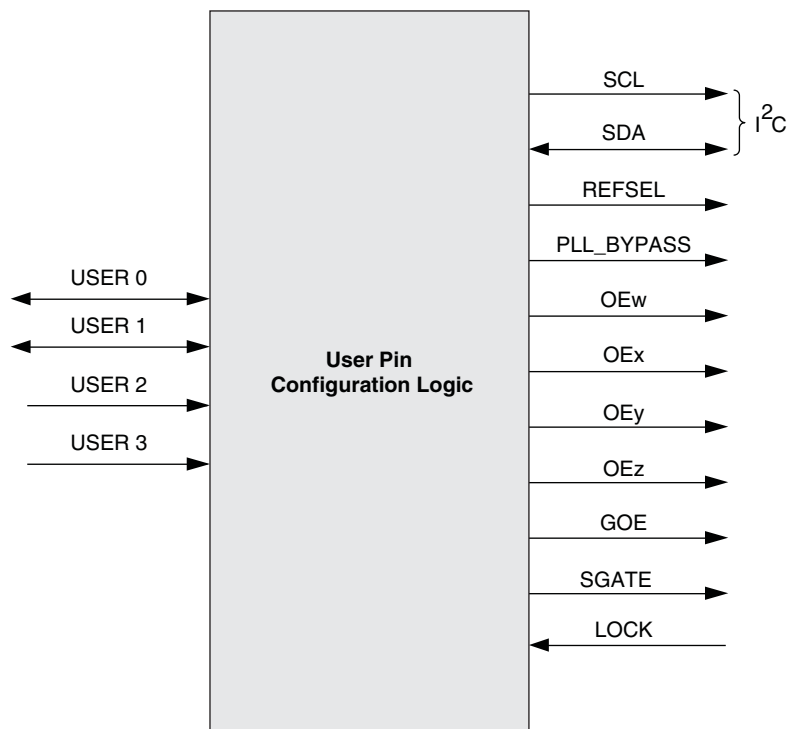 USER 0
USER 1
USER 2
USER 3
User Pin
Configuration Logic
SCL
SDA
I²C
REFSEL
PLL_BYPASS
OEw
OEx
OEy
OEz
GOE
SGATE
LOCK